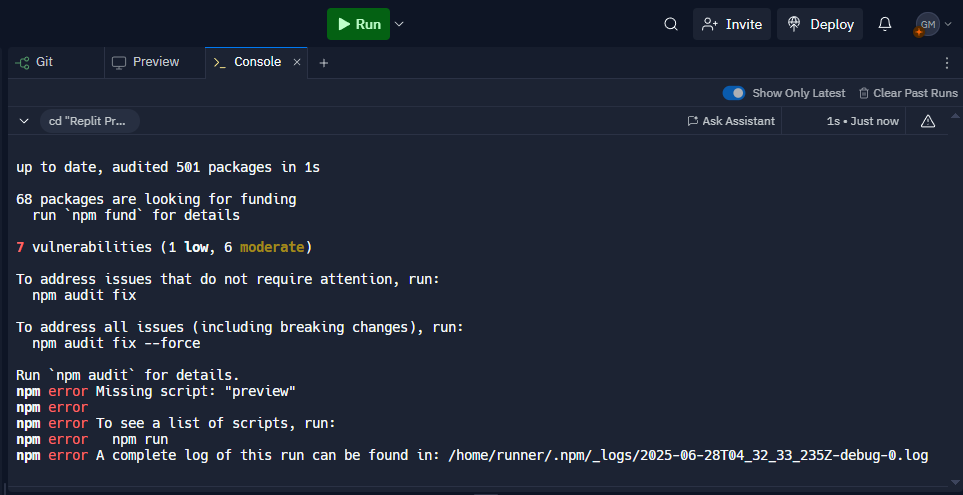 Run
Invite
Deploy
GM
Git
Preview
Console
Show Only Latest
Clear Past Runs
cd "Replit Pr...
Ask Assistant
1s • Just now
up to date, audited 501 packages in 1s
68 packages are looking for funding
run `npm fund` for details
7 vulnerabilities (1 low, 6 moderate)
To address issues that do not require attention, run:
npm audit fix
To address all issues (including breaking changes), run:
npm audit fix --force
Run `npm audit` for details.
npm error Missing script: "preview"
npm error
npm error To see a list of scripts, run:
npm error   npm run
npm error A complete log of this run can be found in: /home/runner/.npm/_logs/2025-06-28T04_32_33_235Z-debug-0.log